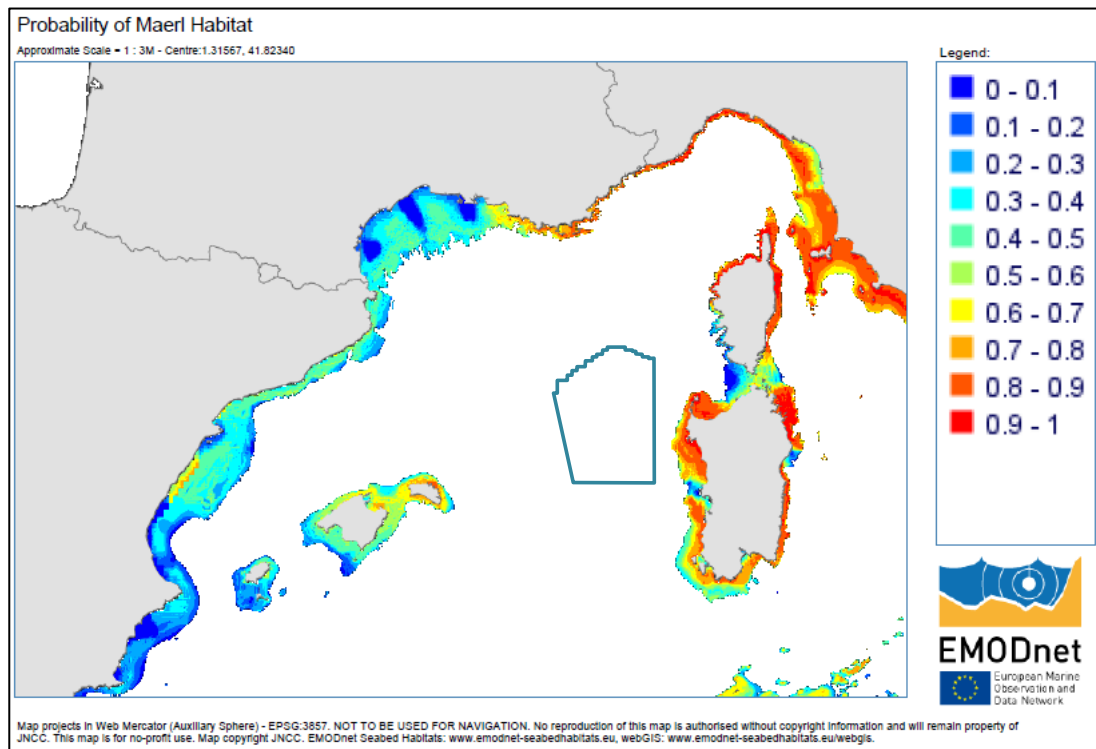 Probability of Maerl Habitat
Approximate Scale = 1 : 3M - Centre:1.31567, 41.82340
Legend:
0 - 0.1
0.1 - 0.2
0.2 - 0.3
0.3 - 0.4
0.4 - 0.5
0.5 - 0.6
0.6 - 0.7
0.7 - 0.8
0.8 - 0.9
0.9 - 1
EMODnet
European Marine
Observation and
Data Network
Map projects in Web Mercator (Auxiliary Sphere) - EPSG:3857. NOT TO BE USED FOR NAVIGATION. No reproduction of this map is authorised without copyright information and will remain property of
JNCC. This map is for no-profit use. Map copyright JNCC. EMODnet Seabed Habitats: www.emodnet-seabedhabitats.eu, webGIS: www.emodnet-seabedhabitats.eu/webgis.